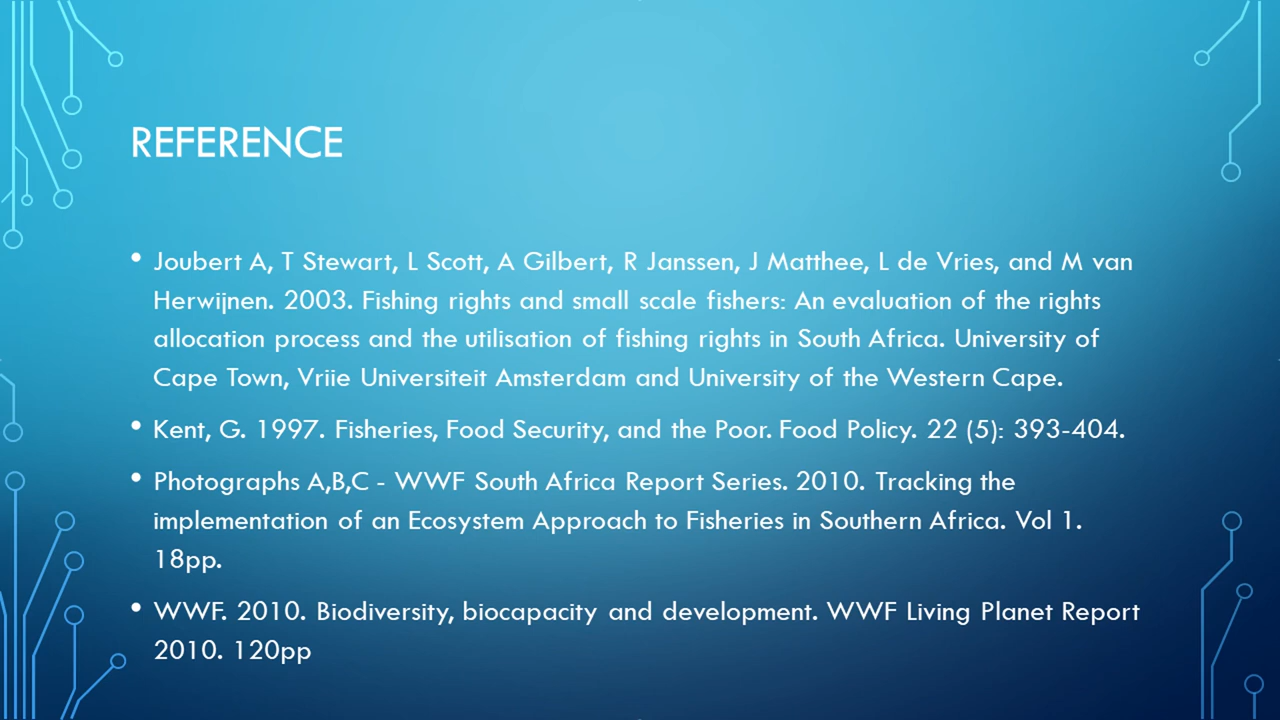 REFERENCE
• Joubert A, T Stewart, L Scott, A Gilbert, R Janssen, J Matthee, L de Vries, and M van
Herwijnen. 2003. Fishing rights and small scale fishers: An evaluation of the rights
allocation process and the utilisation of fishing rights in South Africa. University of
Cape Town, Vriie Universiteit Amsterdam and University of the Western Cape.
• Kent, G. 1997. Fisheries, Food Security, and the Poor. Food Policy. 22 (5): 393-404.
• Photographs A,B,C - WWF South Africa Report Series. 2010. Tracking the
implementation of an Ecosystem Approach to Fisheries in Southern Africa. Vol 1.
18pp.
• WWF. 2010. Biodiversity, biocapacity and development. WWF Living Planet Report
2010. 120pp